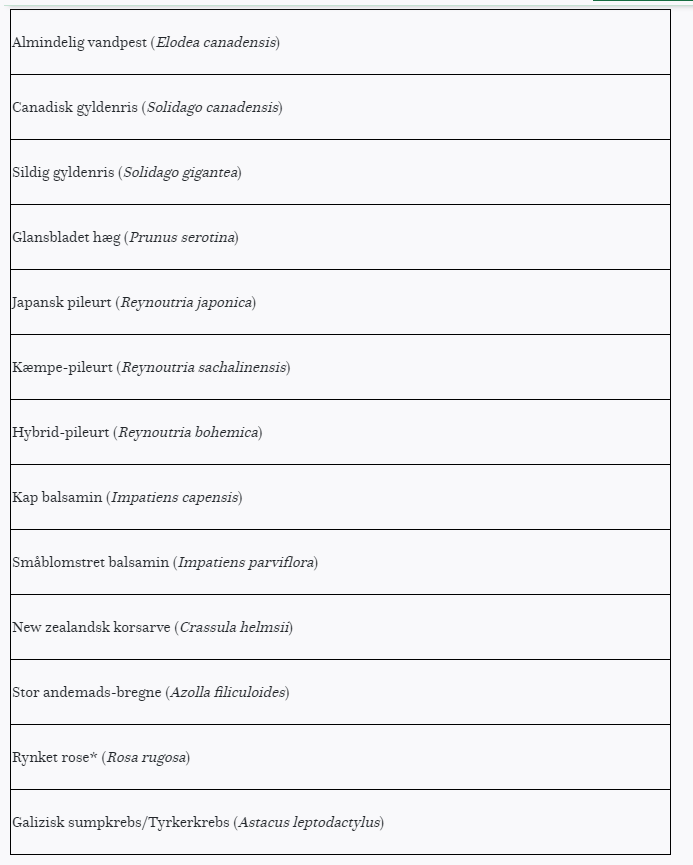 Almindelig vandpest (Elodea canadensis)
Canadisk gyldenris (Solidago canadensis)
Sildig gyldenris (Solidago gigantea)
Glansbladet hæg (Prunus serotina)
Japansk pileurt (Reynoutria japonica)
Kæmpe-pileurt (Reynoutria sachalinensis)
Hybrid-pileurt (Reynoutria bohemica)
Kap balsamin (Impatiens capensis)
Småblomstret balsamin (Impatiens parviflora)
New zealandsk korsarve (Crassula helmsii)
Stor andemads-bregne (Azolla filiculoides)
Rynket rose* (Rosa rugosa)
Galizisk sumpkrebs/Tyrkerkrebs (Astacus leptodactylus)